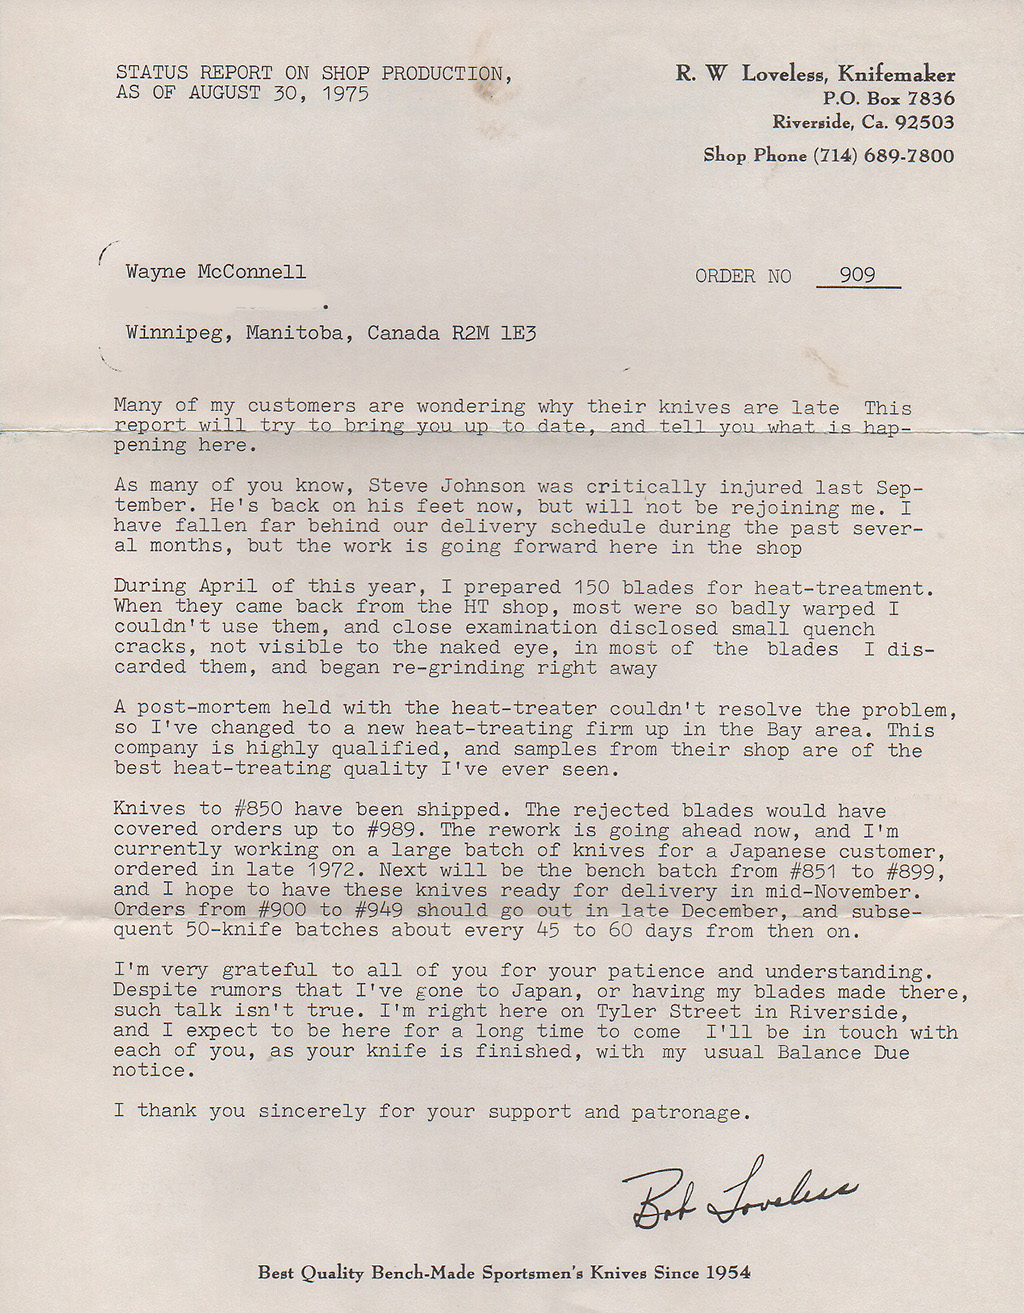 STATUS REPORT ON SHOP PRODUCTION,
AS OF AUGUST 30, 1975
R. W Loveless, Knifemaker
P.O. Box 7836
Riverside, Ca. 92503
Shop Phone (714) 689-7800
Wayne McConnell
ORDER NO 909
Winnipeg, Manitoba, Canada R2M 1E3
Many of my customers are wondering why their knives are late This
report will try to bring you up to date, and tell you what is hap-
pening here.
As many of you know, Steve Johnson was critically injured last Sep-
tember. He's back on his feet now, but will not be rejoining me. I
have fallen far behind our delivery schedule during the past sever-
al months, but the work is going forward here in the shop
During April of this year, I prepared 150 blades for heat-treatment.
When they came back from the HT shop, most were so badly warped I
couldn't use them, and close examination disclosed small quench
cracks, not visible to the naked eye, in most of the blades I dis-
carded them, and began re-grinding right away
A post-mortem held with the heat-treater couldn't resolve the problem,
so I've changed to a new heat-treating firm up in the Bay area. This
company is highly qualified, and samples from their shop are of the
best heat-treating quality I've ever seen.
Knives to #850 have been shipped. The rejected blades would have
covered orders up to #989. The rework is going ahead now, and I'm
currently working on a large batch of knives for a Japanese customer,
ordered in late 1972. Next will be the bench batch from #851 to #899,
and I hope to have these knives ready for delivery in mid-November.
Orders from #900 to #949 should go out in late December, and subse-
quent 50-knife batches about every 45 to 60 days from then on.
I'm very grateful to all of you for your patience and understanding.
Despite rumors that I've gone to Japan, or having my blades made there,
such talk isn't true. I'm right here on Tyler Street in Riverside,
and I expect to be here for a long time to come I'll be in touch with
each of you, as your knife is finished, with my usual Balance Due
notice.
I thank you sincerely for your support and patronage.
Bob Loveless
Best Quality Bench-Made Sportsmen's Knives Since 1954